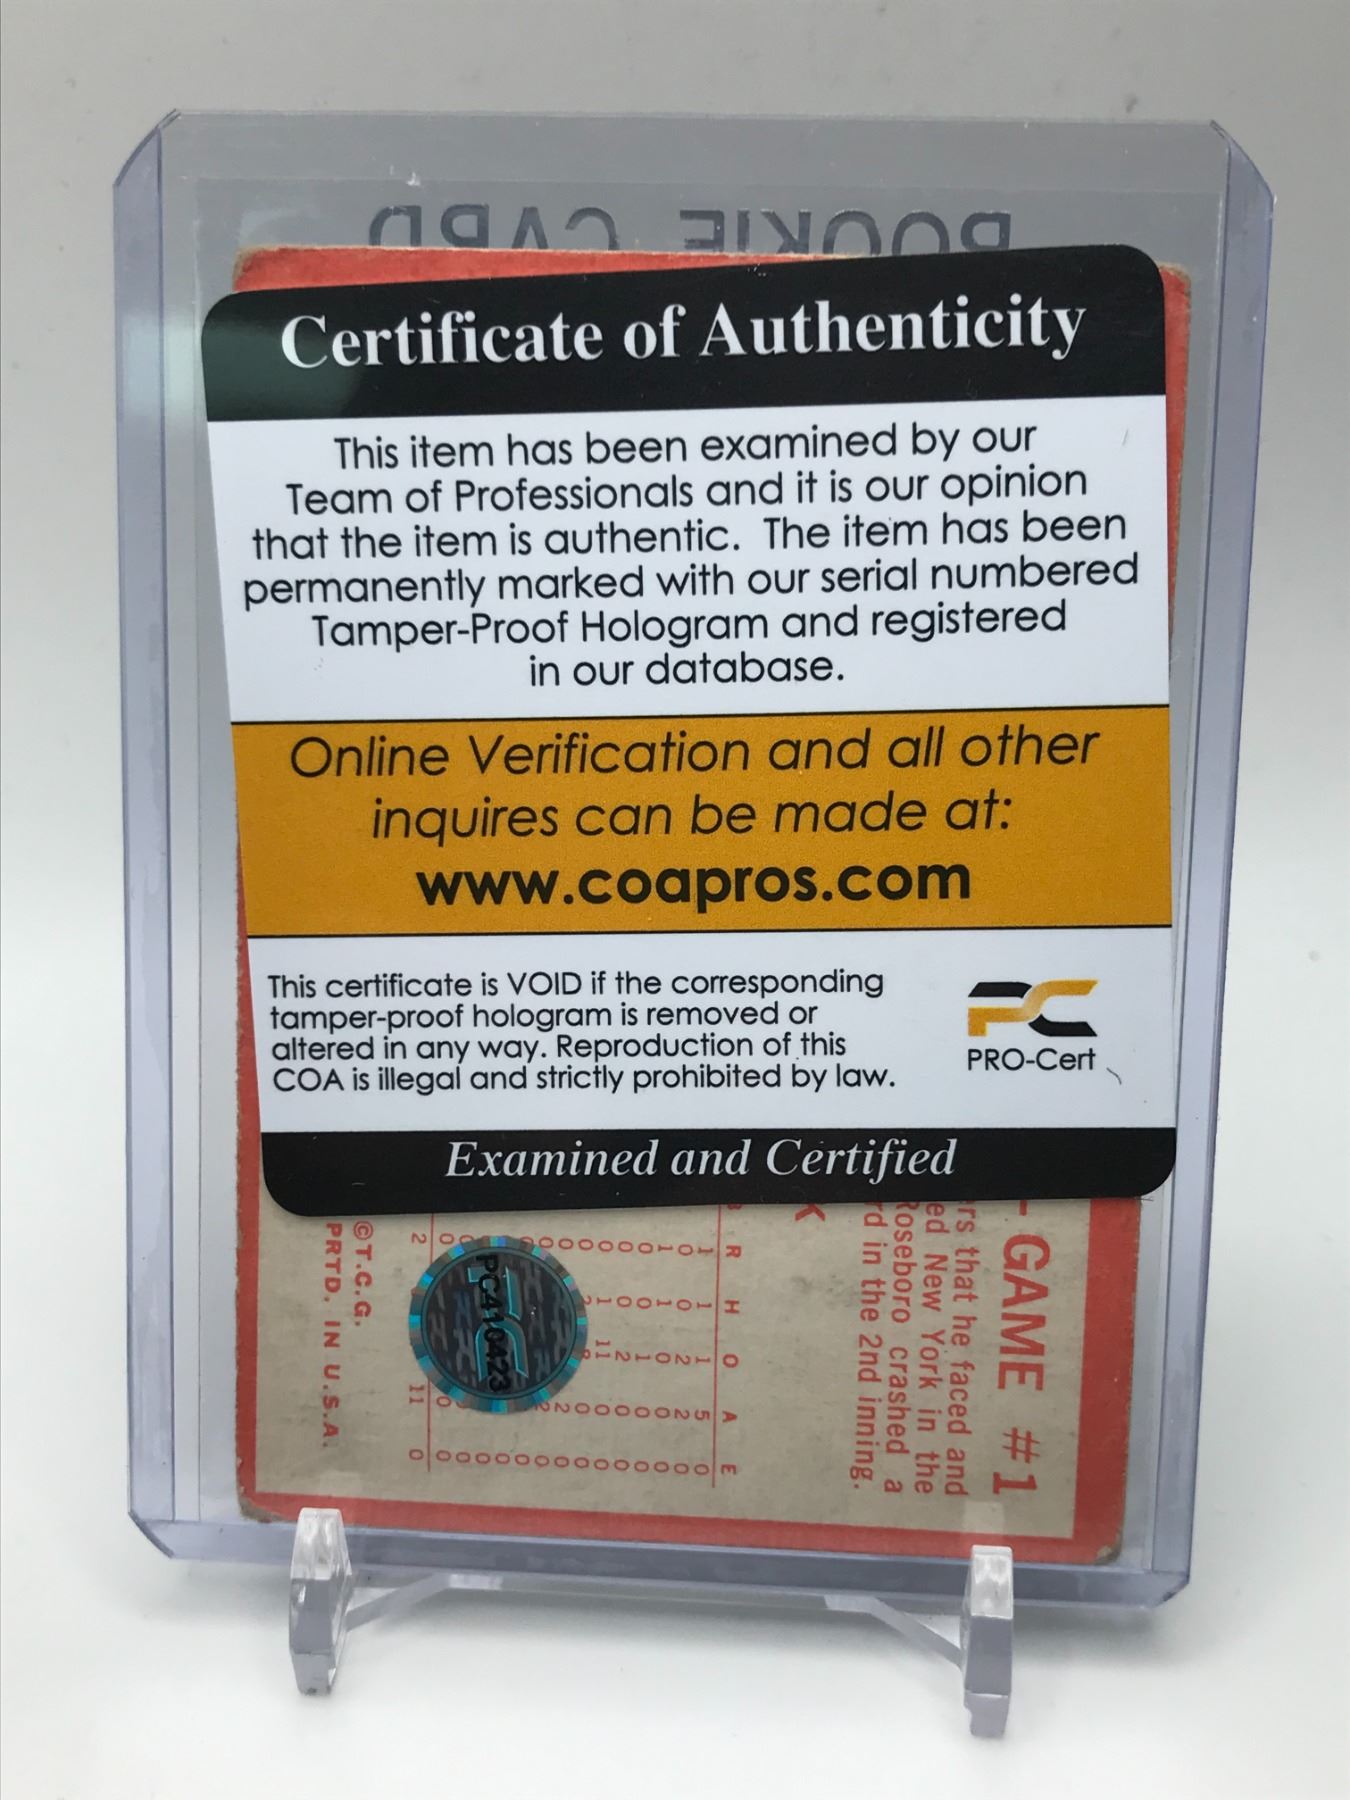 ROOKIE CARD
Certificate of Authenticity
This item has been examined by our
Team of Professionals and it is our opinion
that the item is authentic. The item has been
permanently marked with our serial numbered
Tamper-Proof Hologram and registered
in our database.
Online Verification and all other
inquires can be made at:
www.coapros.com
This certificate is VOID if the corresponding
tamper-proof hologram is removed or
altered in any way. Reproduction of this
COA is illegal and strictly prohibited by law.
PC
PRO-Cert
Examined and Certified
- GAME #1
that he faced and
New York in the
Roseboro crashed a
in the 2nd inning.
R H O A E
PC410423
©T.C.G.
PRTD. IN U.S.A.